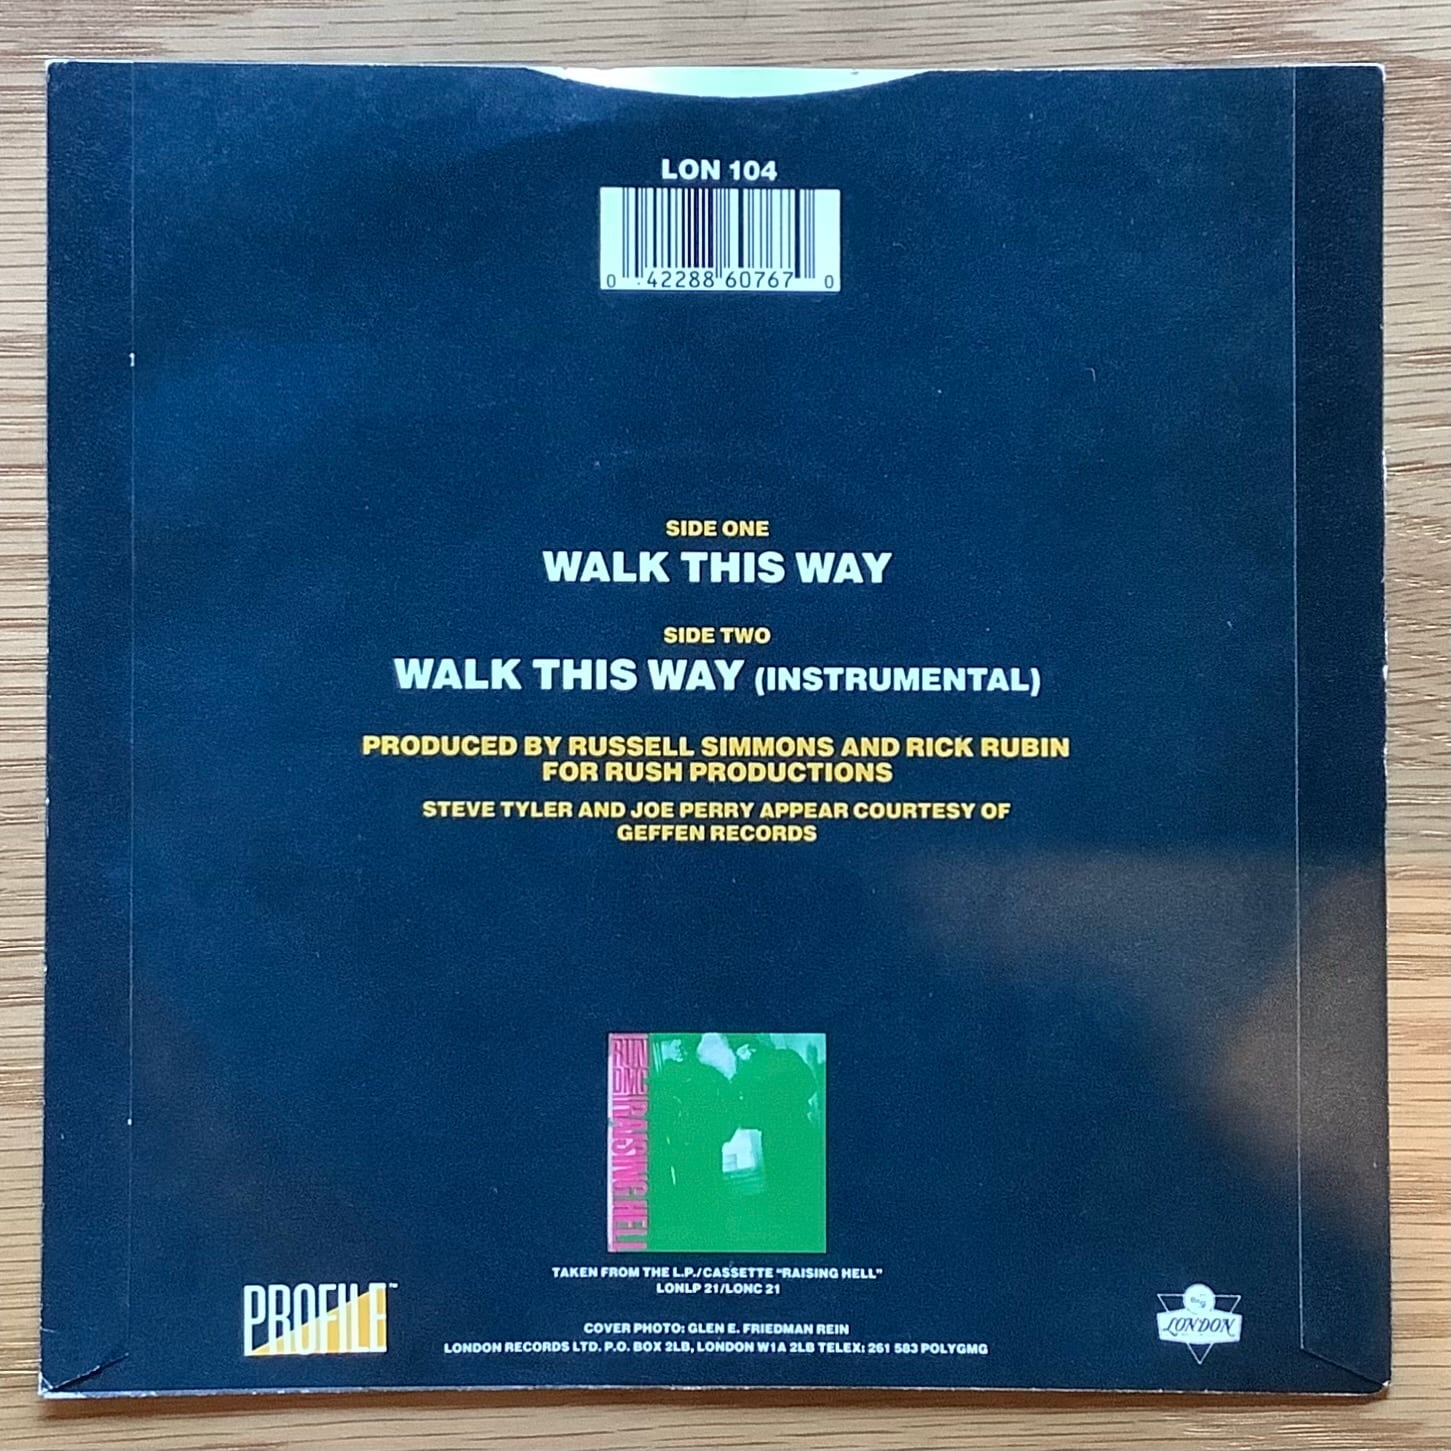 LON 104
0 42288 60767 0
SIDE ONE
WALK THIS WAY
SIDE TWO
WALK THIS WAY (INSTRUMENTAL)
PRODUCED BY RUSSELL SIMMONS AND RICK RUBIN
FOR RUSH PRODUCTIONS
STEVE TYLER AND JOE PERRY APPEAR COURTESY OF
GEFFEN RECORDS
RUN
DMC
RAISING HELL
TAKEN FROM THE L.P./CASSETTE "RAISING HELL"
LONLP 21/LONC 21
COVER PHOTO: GLEN E. FRIEDMAN REIN
LONDON RECORDS LTD. P.O. BOX 2LB, LONDON W1A 2LB TELEX: 261 583 POLYGMG
PROFILE™
LONDON